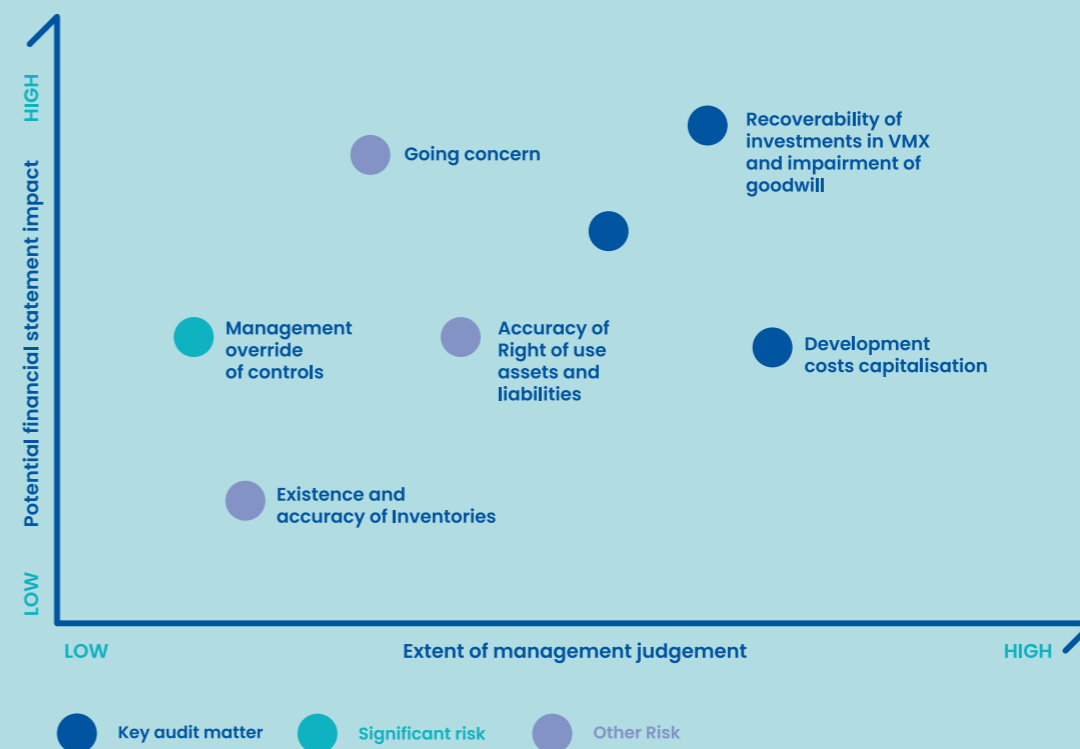 HIGH
Potential financial statement impact
LOW
Going concern
Recoverability of
investments in VMX
and impairment of
goodwill
Management
override
of controls
Accuracy of
Right of use
assets and
liabilities
Development
costs capitalisation
Existence and
accuracy of Inventories
LOW
Extent of management judgement
HIGH
Key audit matter
Significant risk
Other Risk